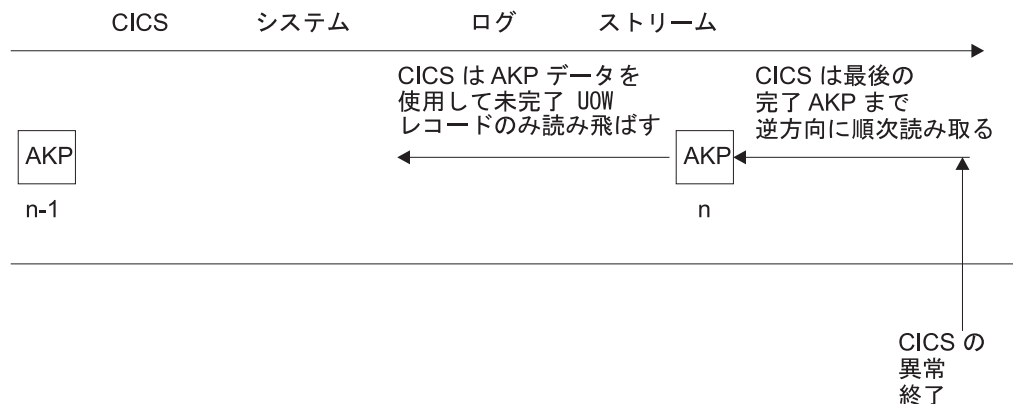 CICS システム ログ ストリーム
CICS は AKP データを
使用して未完了 UOW
レコードのみ読み飛ばす
CICS は最後の
完了 AKP まで
逆方向に順次読み取る
AKP
AKP
n-1
n
CICS の
異常
終了